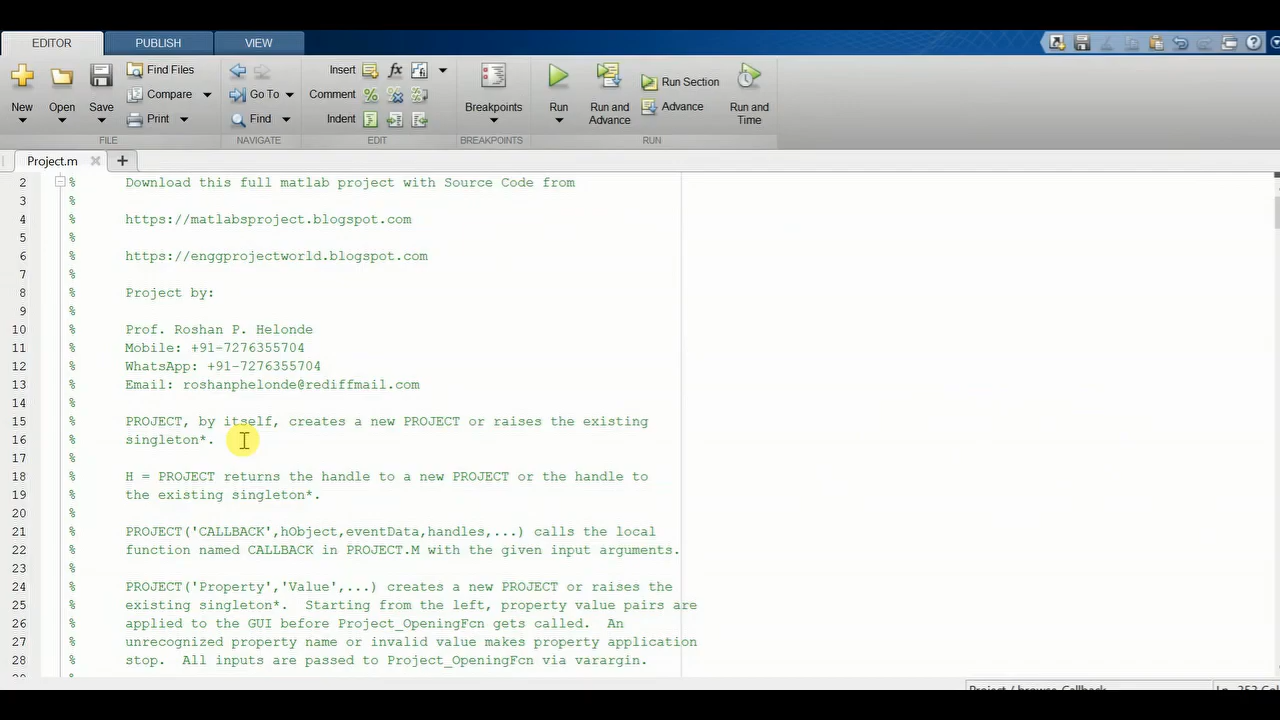 EDITOR PUBLISH VIEW
New Open Save Find Files Compare Print
FILE
Go To Find
NAVIGATE
Insert fx
Comment
Indent
EDIT
Breakpoints
BREAKPOINTS
Run Run and Advance Run Section Advance Run and Time
RUN
Project.m
2 % Download this full matlab project with Source Code from
3 %
4 % https://matlabsproject.blogspot.com
5 %
6 % https://enggprojectworld.blogspot.com
7 %
8 % Project by:
9 %
10 % Prof. Roshan P. Helonde
11 % Mobile: +91-7276355704
12 % WhatsApp: +91-7276355704
13 % Email: roshanphelonde@rediffmail.com
14 %
15 % PROJECT, by itself, creates a new PROJECT or raises the existing
16 % singleton*.
17 %
18 % H = PROJECT returns the handle to a new PROJECT or the handle to
19 % the existing singleton*.
20 %
21 % PROJECT('CALLBACK',hObject,eventData,handles,...) calls the local
22 % function named CALLBACK in PROJECT.M with the given input arguments.
23 %
24 % PROJECT('Property','Value',...) creates a new PROJECT or raises the
25 % existing singleton*.  Starting from the left, property value pairs are
26 % applied to the GUI before Project_OpeningFcn gets called.  An
27 % unrecognized property name or invalid value makes property application
28 % stop.  All inputs are passed to Project_OpeningFcn via varargin.